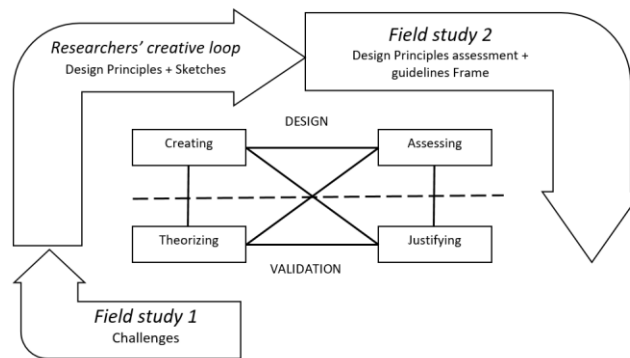 Researchers’ creative loop
Design Principles + Sketches
Field study 2
Design Principles assessment +
guidelines Frame
DESIGN
Creating
Assessing
Theorizing
Justifying
VALIDATION
Field study 1
Challenges